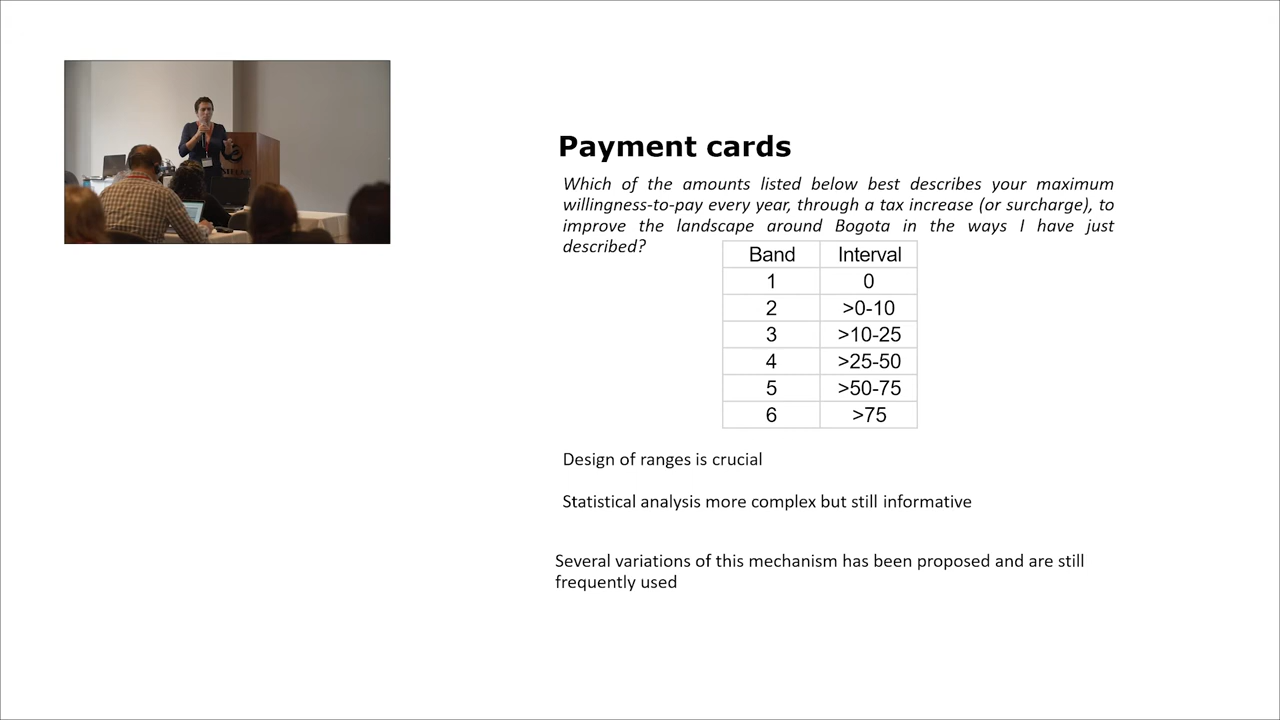 Payment cards
Which of the amounts listed below best describes your maximum
willingness-to-pay every year, through a tax increase (or surcharge), to
improve the landscape around Bogota in the ways I have just
described?
Band Interval
1 0
2 >0-10
3 >10-25
4 >25-50
5 >50-75
6 >75
Design of ranges is crucial
Statistical analysis more complex but still informative
Several variations of this mechanism has been proposed and are still
frequently used